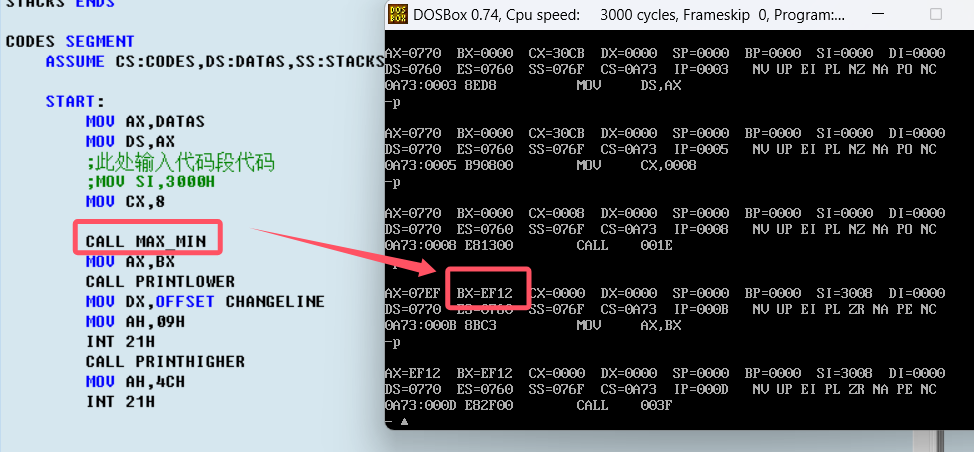 STACKS ENDS
CODES SEGMENT
ASSUME CS:CODES,DS:DATAS,SS:STACKS
START:
MOV AX,DATAS
MOV DS,AX
;此处输入代码段代码
;MOV SI,3000H
MOV CX,8
CALL MAX_MIN
MOV AX,BX
CALL PRINTLOWER
MOV DX,OFFSET CHANGELINE
MOV AH,09H
INT 21H
CALL PRINTHIGHER
MOV AH,4CH
INT 21H
DOS
BOX
DOSBox 0.74, Cpu speed: 3000 cycles, Frameskip 0, Program:...
AX=0770 BX=0000 CX=30CB DX=0000 SP=0000 BP=0000 SI=0000 DI=0000
DS=0760 ES=0760 SS=076F CS=0A73 IP=0003 NV UP EI PL NZ NA PO NC
0A73:0003 8ED8 MOV DS,AX
-p
AX=0770 BX=0000 CX=30CB DX=0000 SP=0000 BP=0000 SI=0000 DI=0000
DS=0770 ES=0760 SS=076F CS=0A73 IP=0005 NV UP EI PL NZ NA PO NC
0A73:0005 B90800 MOV CX,0008
-p
AX=0770 BX=0000 CX=0008 DX=0000 SP=0000 BP=0000 SI=0000 DI=0000
DS=0770 ES=0760 SS=076F CS=0A73 IP=0008 NV UP EI PL NZ NA PO NC
0A73:0008 E81300 CALL 001E
-p
AX=07EF BX=EF12 CX=0000 DX=0000 SP=0000 BP=0000 SI=3008 DI=0000
DS=0770 ES=0760 SS=076F CS=0A73 IP=000B NV UP EI PL ZR NA PE NC
0A73:000B 8BC3 MOV AX,BX
-p
AX=EF12 BX=EF12 CX=0000 DX=0000 SP=0000 BP=0000 SI=3008 DI=0000
DS=0770 ES=0760 SS=076F CS=0A73 IP=000D NV UP EI PL ZR NA PE NC
0A73:000D E82F00 CALL 003F
-